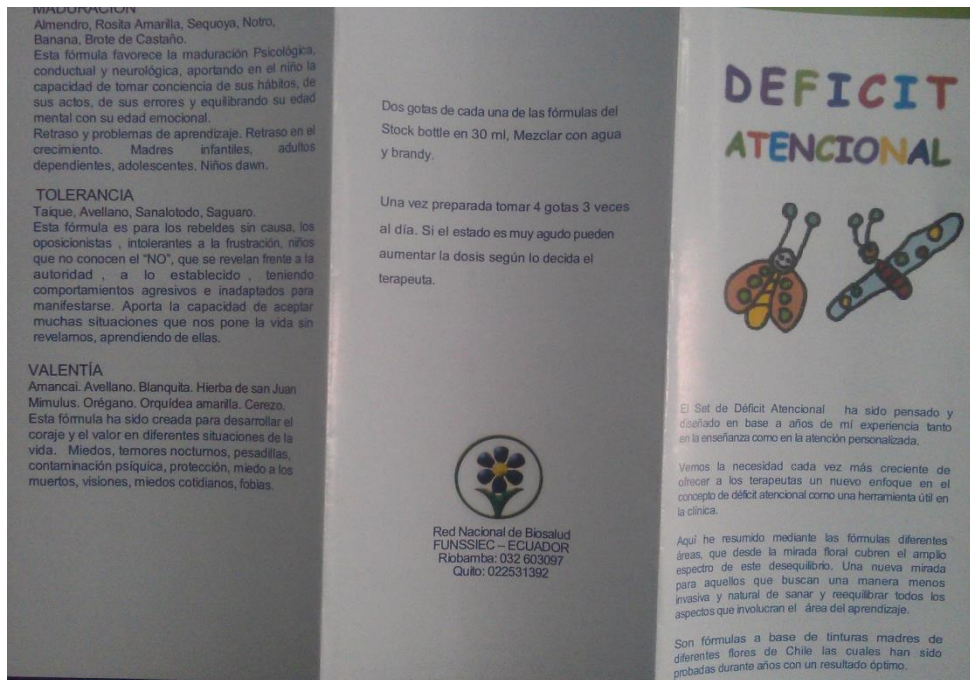 MADURACIÓN
Almendro, Rosita Amarilla, Sequoya, Notro,
Banana, Brote de Castaño.
Esta fórmula favorece la maduración Psicológica,
conductual y neurológica, aportando en el niño la
capacidad de tomar conciencia de sus hábitos, de
sus actos, de sus errores y equilibrando su edad
mental con su edad emocional.
Retraso y problemas de aprendizaje. Retraso en el
crecimiento. Madres infantiles, adultos
dependientes, adolescentes. Niños dawn.
TOLERANCIA
Taique, Avellano, Sanalotodo, Saguaro.
Esta fórmula es para los rebeldes sin causa, los
oposicionistas , intolerantes a la frustración, niños
que no conocen el "NO", que se revelan frente a la
autoridad , a lo establecido , teniendo
comportamientos agresivos e inadaptados para
manifestarse. Aporta la capacidad de aceptar
muchas situaciones que nos pone la vida sin
revelarnos, aprendiendo de ellas.
VALENTÍA
Amancai. Avellano. Blanquita. Hierba de san Juan
Mimulus. Orégano. Orquídea amarilla. Cerezo.
Esta fórmula ha sido creada para desarrollar el
coraje y el valor en diferentes situaciones de la
vida. Miedos, temores nocturnos, pesadillas,
contaminación psíquica, protección, miedo a los
muertos, visiones, miedos cotidianos, fobias.
Dos gotas de cada una de las fórmulas del
Stock bottle en 30 ml, Mezclar con agua
y brandy.
Una vez preparada tomar 4 gotas 3 veces
al día. Si el estado es muy agudo pueden
aumentar la dosis según lo decida el
terapeuta.
Red Nacional de Biosalud
FUNSSIEC – ECUADOR
Riobamba: 032 603097
Quito: 022531392
DEFICIT
ATENCIONAL
El Set de Déficit Atencional ha sido pensado y
diseñado en base a años de mí experiencia tanto
en la enseñanza como en la atención personalizada.
Vemos la necesidad cada vez más creciente de
ofrecer a los terapeutas un nuevo enfoque en el
concepto de déficit atencional como una herramienta útil en
la clínica.
Aquí he resumido mediante las fórmulas diferentes
áreas, que desde la mirada floral cubren el amplio
espectro de este desequilibrio. Una nueva mirada
para aquellos que buscan una manera menos
invasiva y natural de sanar y reequilibrar todos los
aspectos que involucran el área del aprendizaje.
Son fórmulas a base de tinturas madres de
diferentes flores de Chile las cuales han sido
probadas durante años con un resultado óptimo.